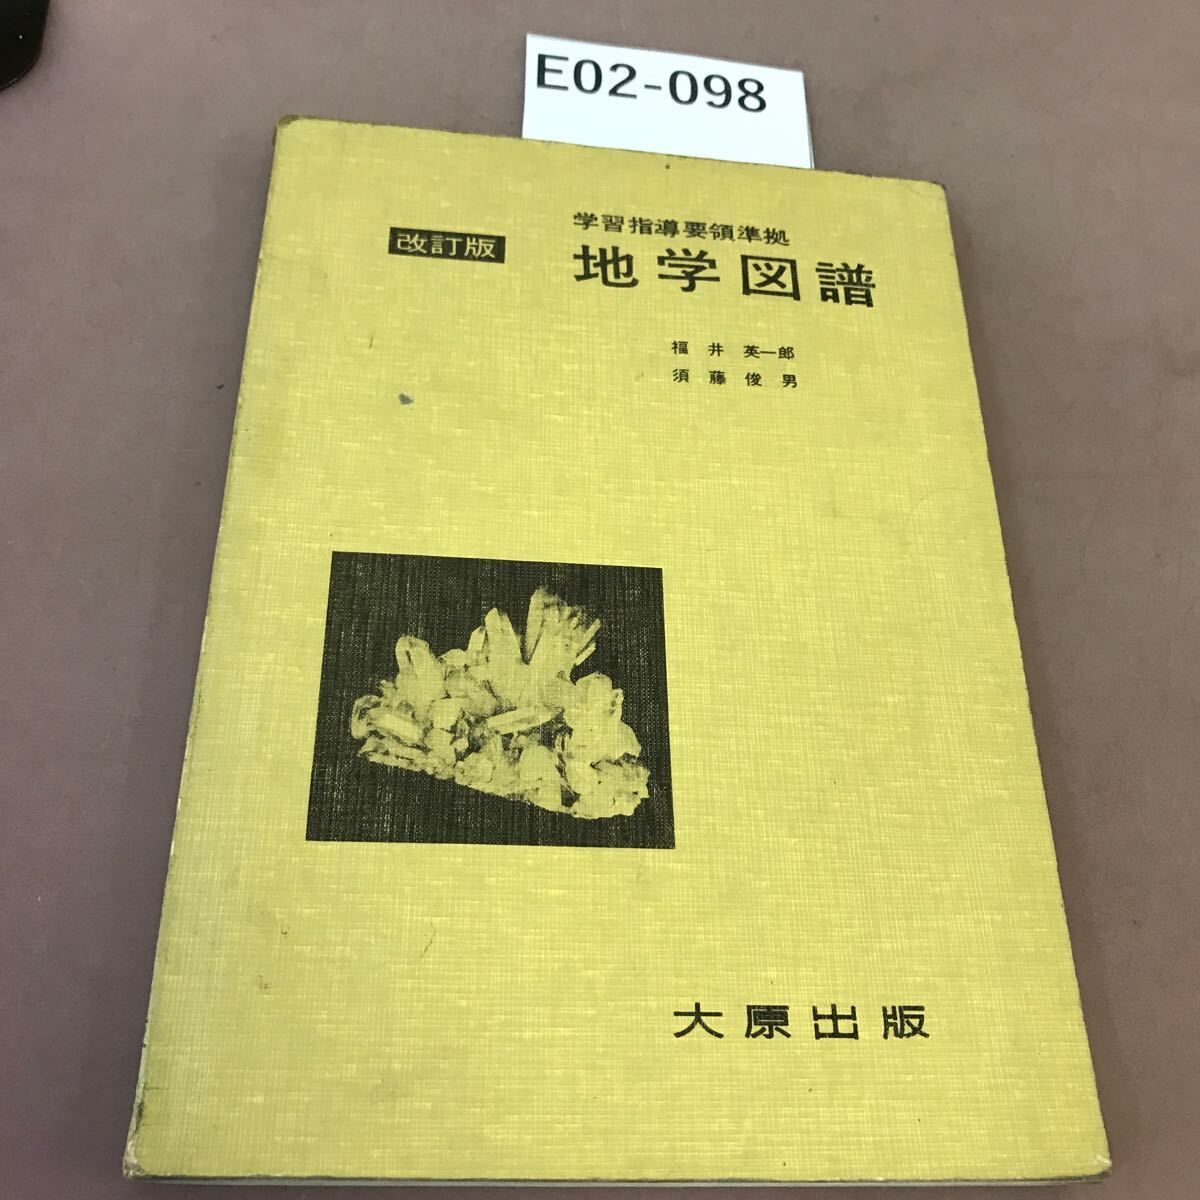 E02-098
学習指導要領準拠
改訂版
地学図譜
福井英一郎
須藤俊男
大原出版